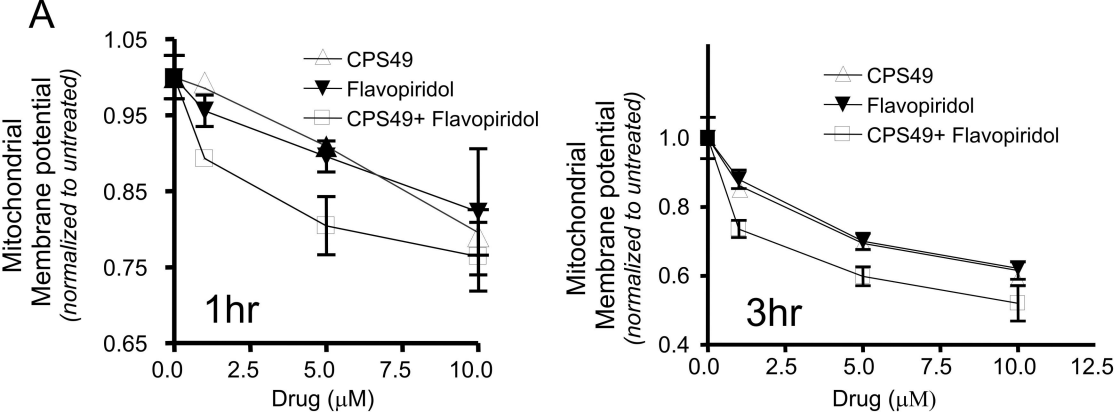 A
Mitochondrial
Membrane potential
(normalized to untreated)
1.05
0.95
0.85
0.75
0.65
CPS49
Flavopiridol
CPS49+ Flavopiridol
1hr
0.0 2.5 5.0 7.5 10.0
Drug (μM)
Mitochondrial
Membrane potential
(normalized to untreated)
1.0
0.8
0.6
0.4
CPS49
Flavopiridol
CPS49+ Flavopiridol
3hr
0.0 2.5 5.0 7.5 10.0 12.5
Drug (μM)